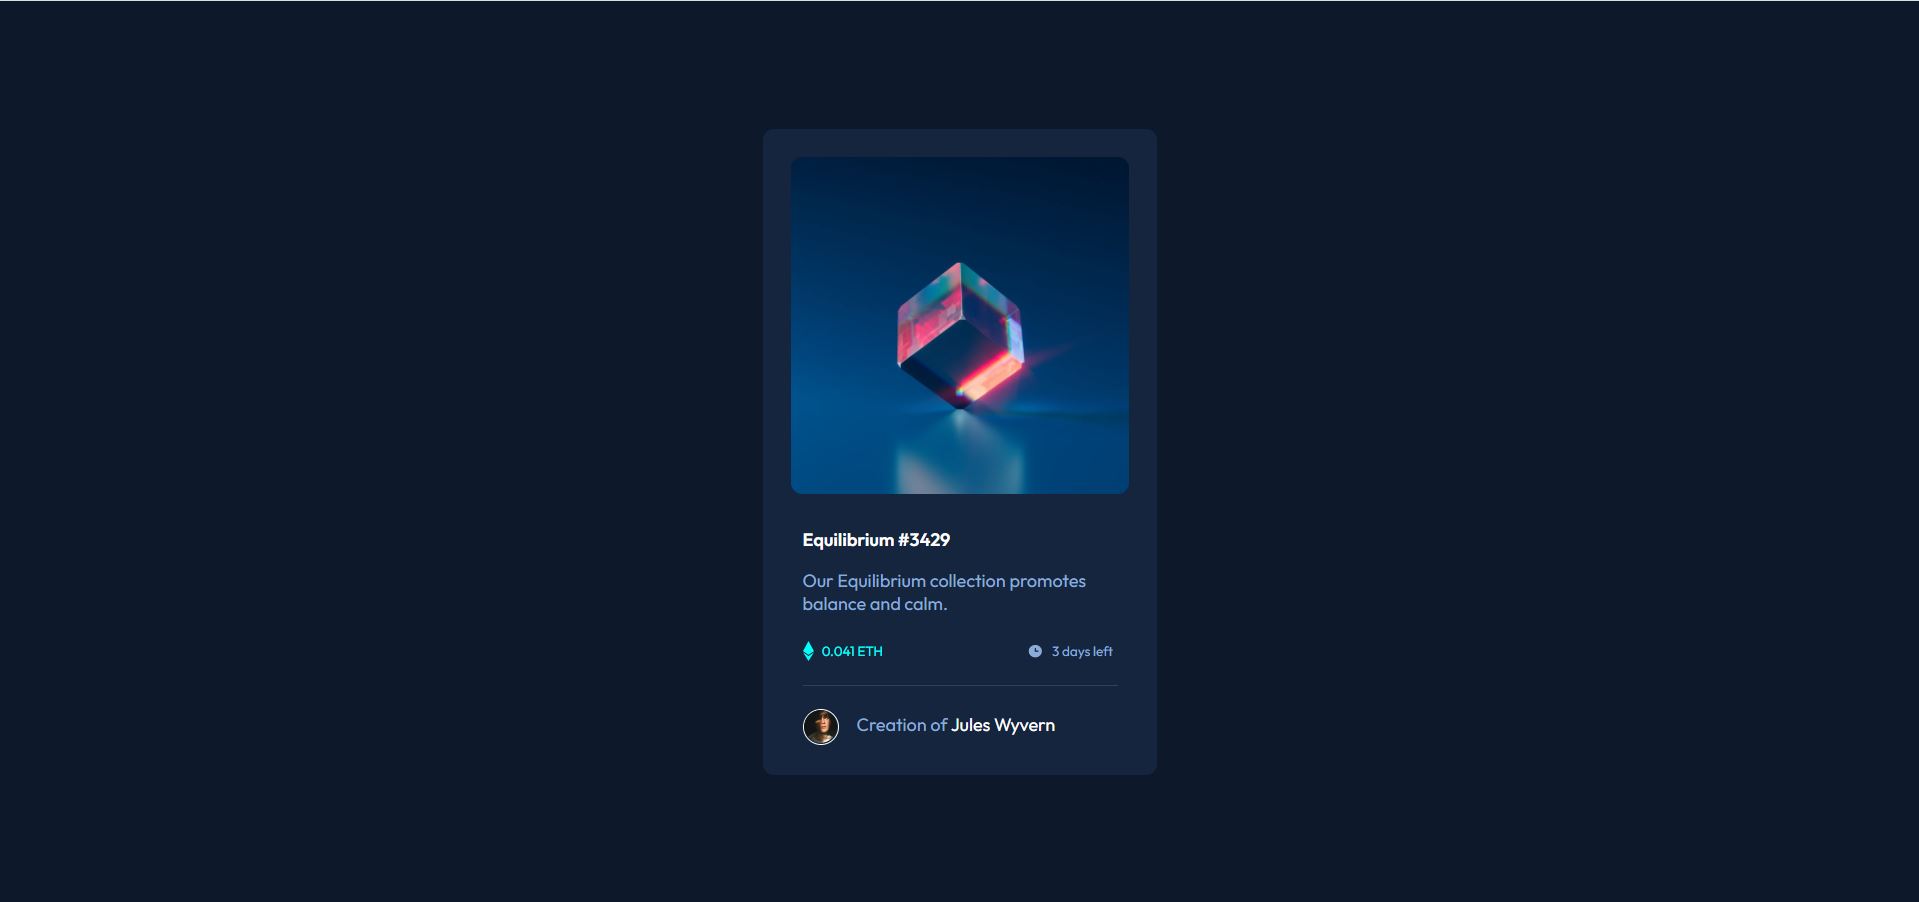 Equilibrium #3429
Our Equilibrium collection promotes
balance and calm.
0.041 ETH
3 days left
Creation of Jules Wyvern